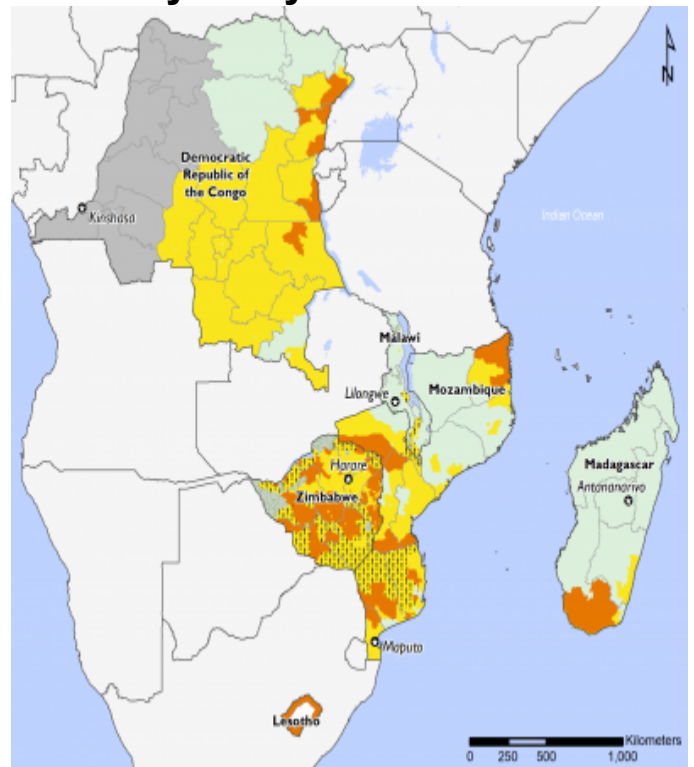 N
Democratic
Republic of
the Congo
Kinshasa
Indian Ocean
Malawi
Lilongwe
Mozambique
Harare
Zimbabwe
Madagascar
Antananarivo
Maputo
Lesotho
Kilometers
0 250 500 1,000